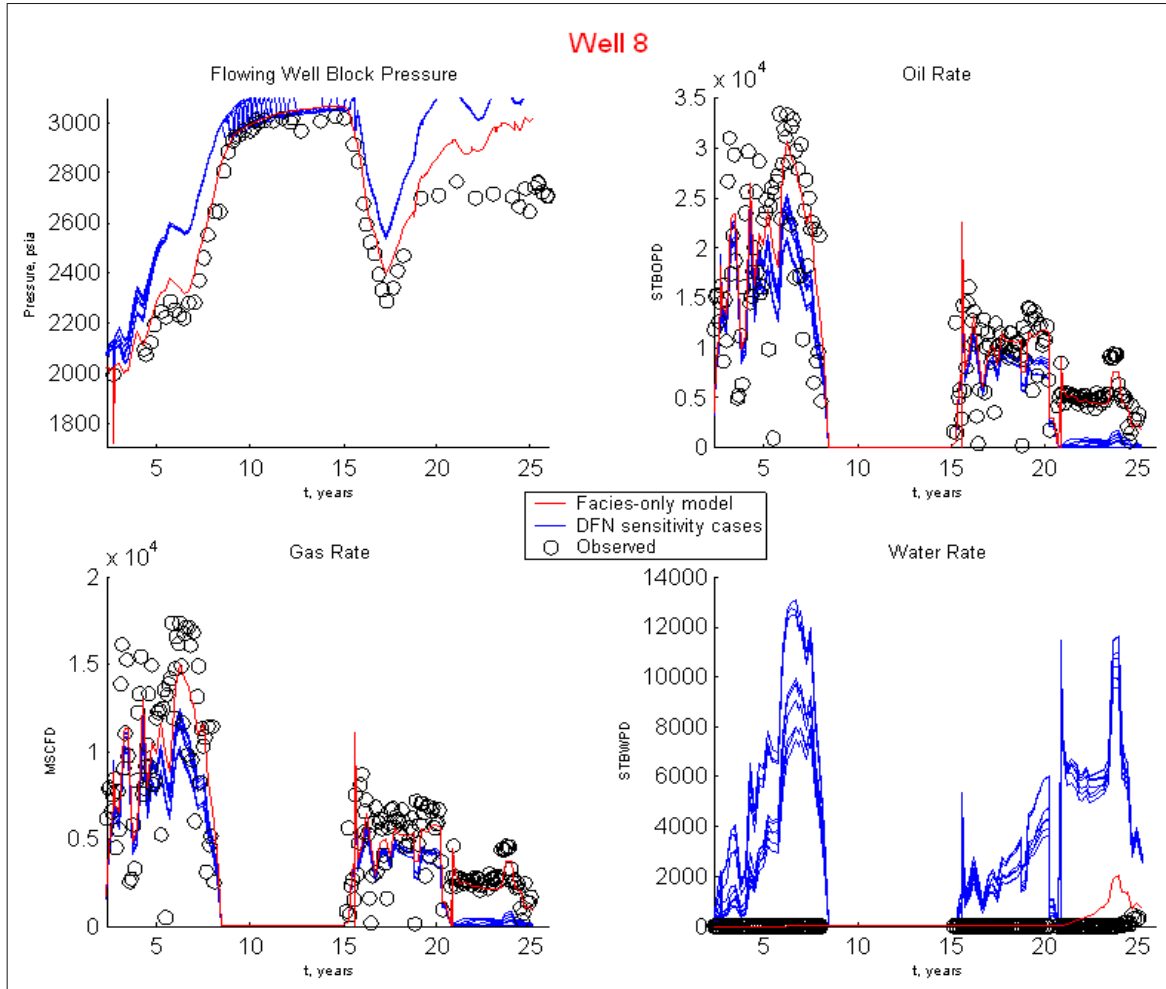 Well 8
Flowing Well Block Pressure
3000
2800
2600
2400
2200
2000
1800
Pressure, psia
5 10 15 20 25
t, years
Oil Rate
x 10^4
3.5
3
2.5
2
1.5
1
0.5
0
STBOPD
5 10 15 20 25
t, years
Facies-only model
DFN sensitivity cases
Observed
Gas Rate
x 10^4
2
1.5
1
0.5
0
MSCFD
5 10 15 20 25
t, years
Water Rate
14000
12000
10000
8000
6000
4000
2000
0
STBWPD
5 10 15 20 25
t, years